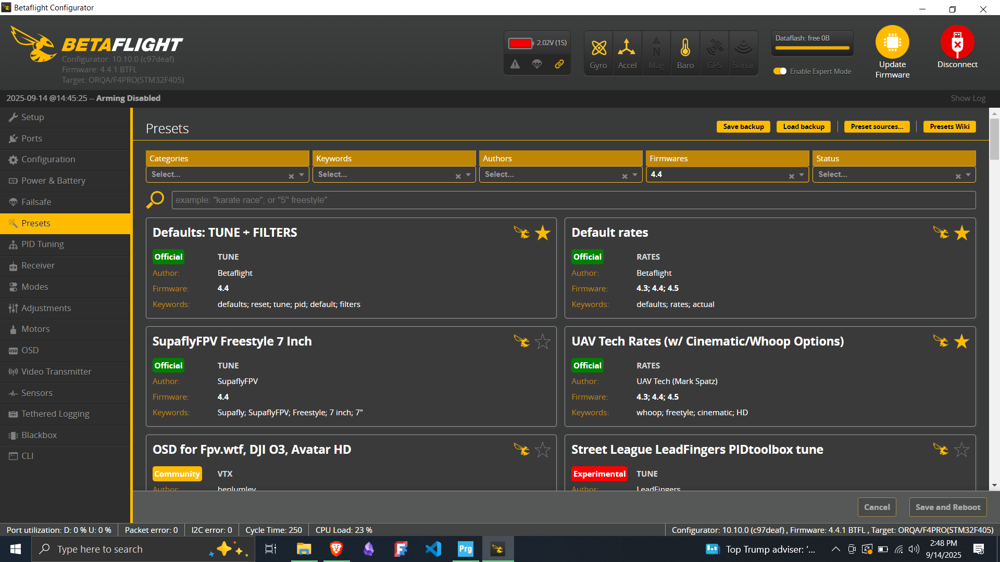 Betaflight Configurator
BETAFLIGHT
Configurator: 10.10.0 (c97deaf)
Firmware: 4.4.1 BTFL
Target: ORQA/F4PRO(STM32F405)
2.02V (1S)
Gyro
Accel
Mag
Baro
GPS
Sonar
Dataflash: free 0B
Enable Expert Mode
Update Firmware
Disconnect
2025-09-14 @14:45:25 -- Arming Disabled
Show Log
Setup
Ports
Configuration
Power & Battery
Failsafe
Presets
PID Tuning
Receiver
Modes
Adjustments
Motors
OSD
Video Transmitter
Sensors
Tethered Logging
Blackbox
CLI
Presets
Save backup
Load backup
Preset sources...
Presets Wiki
Categories
Keywords
Authors
Firmwares
Status
Select...
Select...
Select...
4.4
Select...
example: "karate race", or "5" freestyle"
Defaults: TUNE + FILTERS
Official TUNE
Author: Betaflight
Firmware: 4.4
Keywords: defaults; reset; tune; pid; default; filters
Default rates
Official RATES
Author: Betaflight
Firmware: 4.3; 4.4; 4.5
Keywords: defaults; rates; actual
SupaflyFPV Freestyle 7 Inch
Official TUNE
Author: SupaflyFPV
Firmware: 4.4
Keywords: Supafly; SupaflyFPV; Freestyle; 7 inch; 7"
UAV Tech Rates (w/ Cinematic/Whoop Options)
Official RATES
Author: UAV Tech (Mark Spatz)
Firmware: 4.3; 4.4; 4.5
Keywords: whoop; freetyle; cinematic; HD
OSD for Fpv.wtf, DJI O3, Avatar HD
Community VTX
Author: benlumley
Street League LeadFingers PIDtoolbox tune
Experimental TUNE
Author: LeadFingers
Cancel
Save and Reboot
Port utilization: D: 0 % U: 0 %
Packet error: 0
I2C error: 0
Cycle Time: 250
CPU Load: 23 %
Configurator: 10.10.0 (c97deaf) , Firmware: 4.4.1 BTFL , Target: ORQA/F4PRO(STM32F405)
Type here to search
Prg
Top Trump adviser: ‘...
2:48 PM
9/14/2025